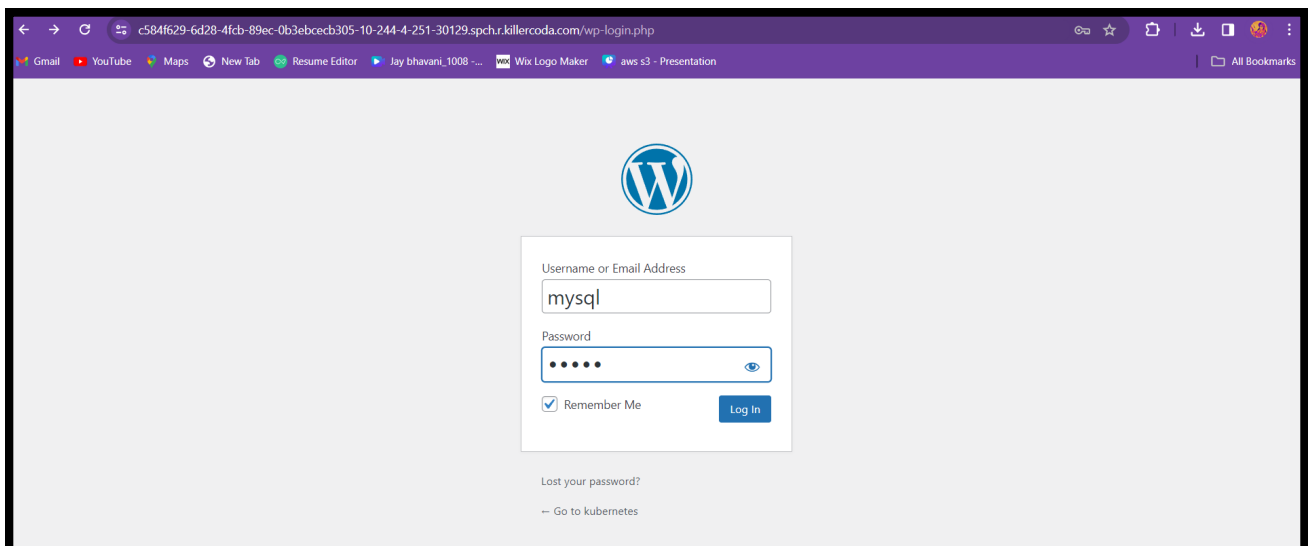 c584f629-6d28-4fcb-89ec-0b3ebcecb305-10-244-4-251-30129.spch.r.killercoda.com/wp-login.php
Gmail YouTube Maps New Tab Resume Editor Jay bhavani_1008 -... WIX Wix Logo Maker aws s3 - Presentation All Bookmarks
Username or Email Address
mysql
Password
Remember Me Log In
Lost your password?
← Go to kubernetes